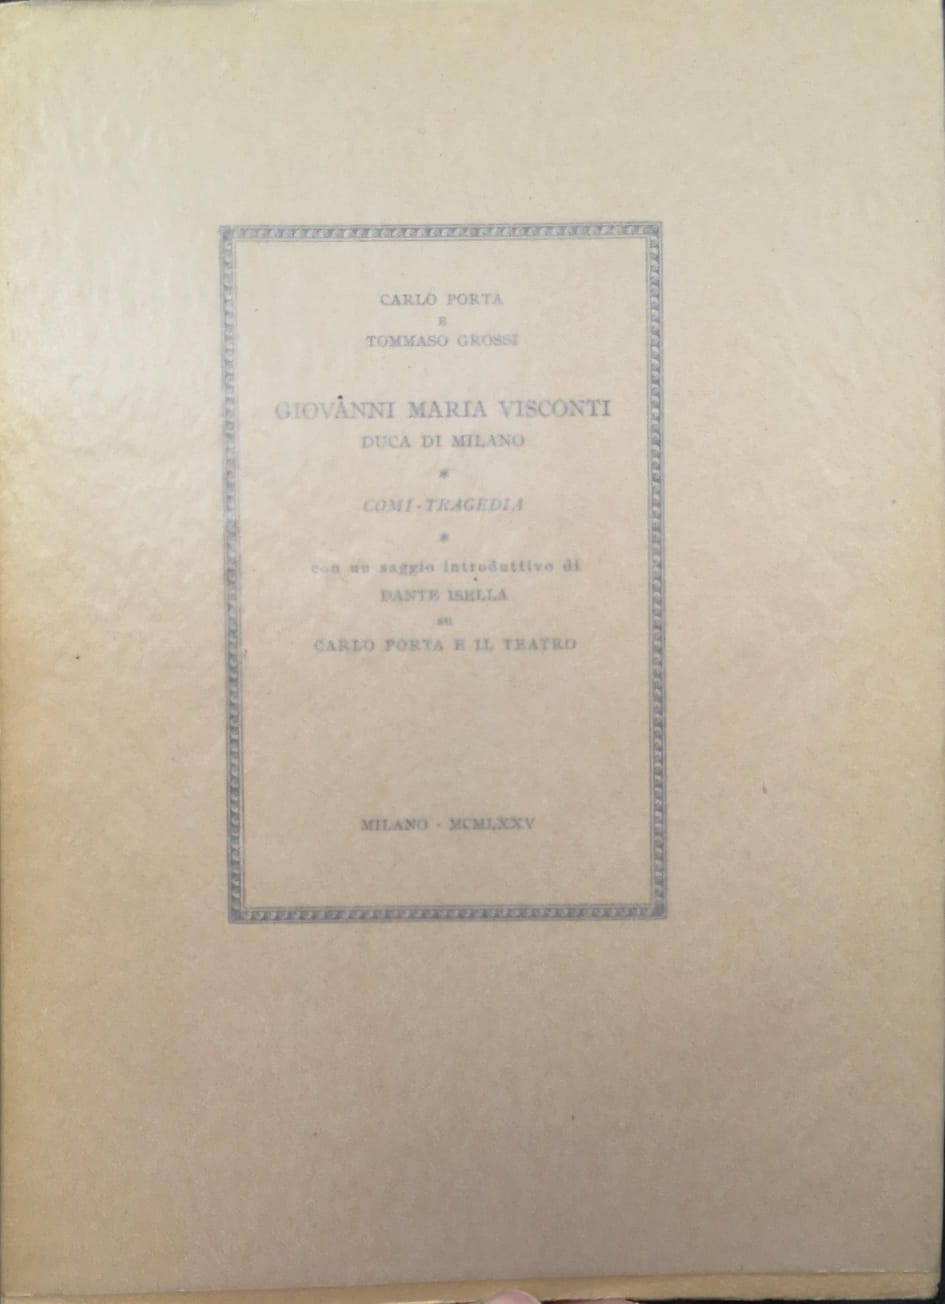 CARLO PORTA
E
TOMMASO GROSSI
GIOVANNI MARIA VISCONTI
DUCA DI MILANO
*
COMI-TRAGEDIA
*
con un saggio introduttivo di
DANTE ISELLA
su
CARLO PORTA E IL TEATRO
MILANO - MCMLXXV